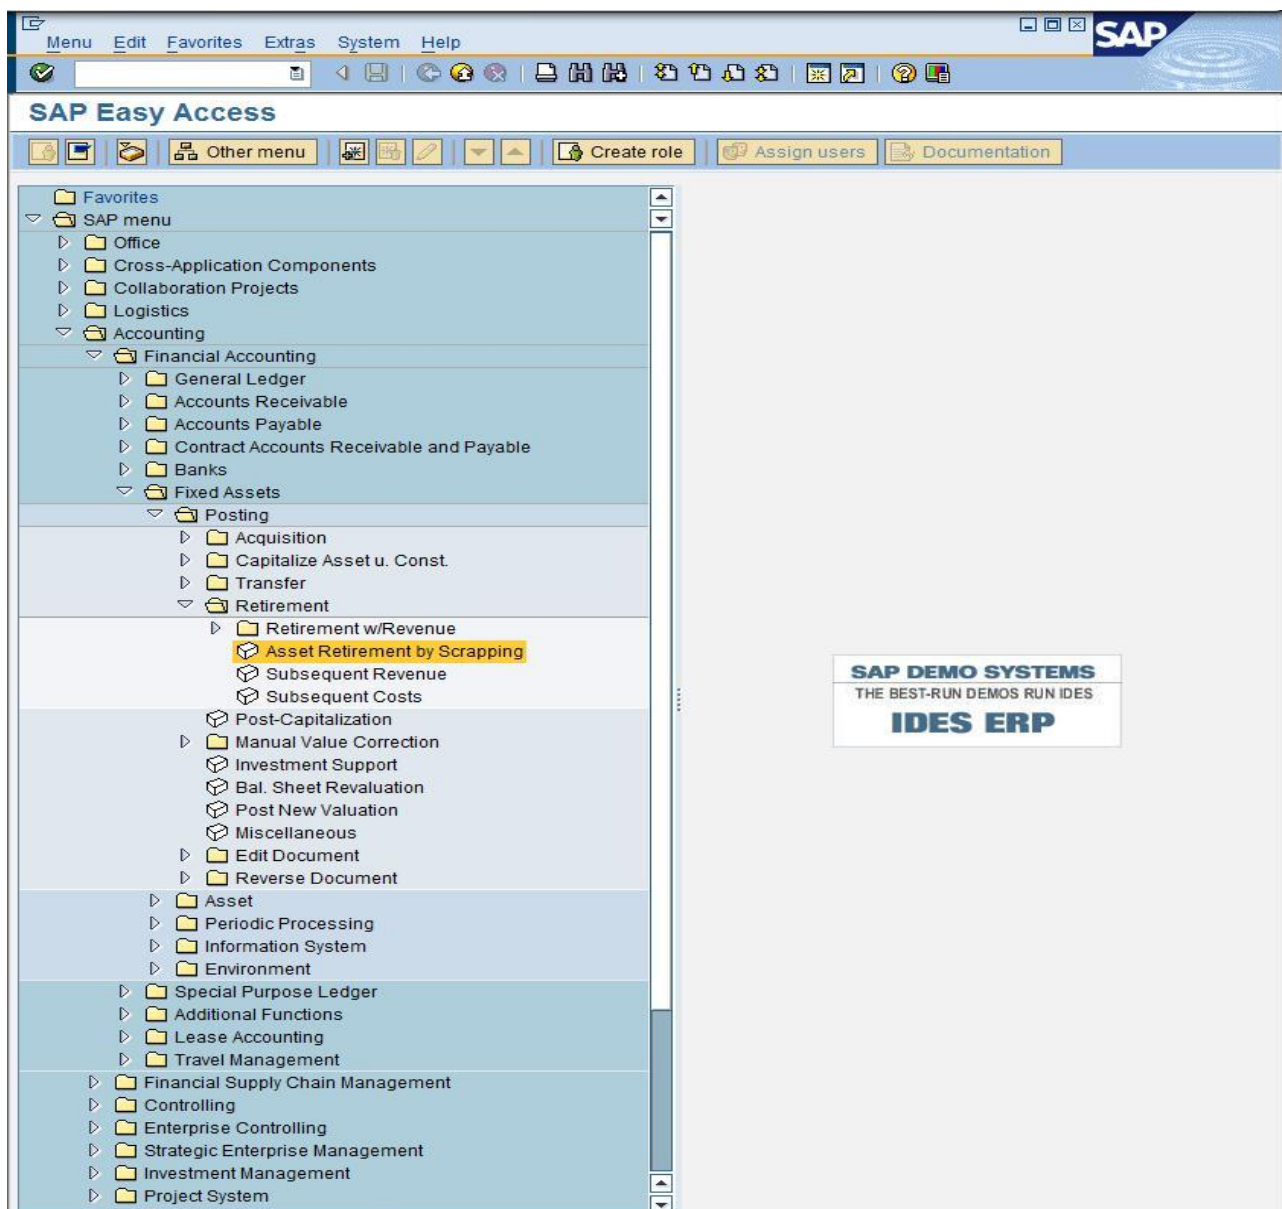 Menu Edit Favorites Extras System Help
SAP
SAP Easy Access
Other menu Create role Assign users Documentation
Favorites
SAP menu
Office
Cross-Application Components
Collaboration Projects
Logistics
Accounting
Financial Accounting
General Ledger
Accounts Receivable
Accounts Payable
Contract Accounts Receivable and Payable
Banks
Fixed Assets
Posting
Acquisition
Capitalize Asset u. Const.
Transfer
Retirement
Retirement w/Revenue
Asset Retirement by Scrapping
Subsequent Revenue
Subsequent Costs
Post-Capitalization
Manual Value Correction
Investment Support
Bal. Sheet Revaluation
Post New Valuation
Miscellaneous
Edit Document
Reverse Document
Asset
Periodic Processing
Information System
Environment
Special Purpose Ledger
Additional Functions
Lease Accounting
Travel Management
Financial Supply Chain Management
Controlling
Enterprise Controlling
Strategic Enterprise Management
Investment Management
Project System
SAP DEMO SYSTEMS
THE BEST-RUN DEMOS RUN IDES
IDES ERP